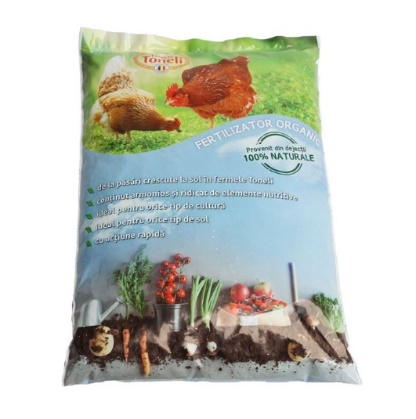 Toneli
FERTILIZATOR ORGANIC
Provenit din dejecții
100% NATURALE
de la păsări crescute la sol în fermele Toneli
conținut armonios și ridicat de elemente nutritive
ideal pentru orice tip de cultură
ideal pentru orice tip de sol
cu acțiune rapidă